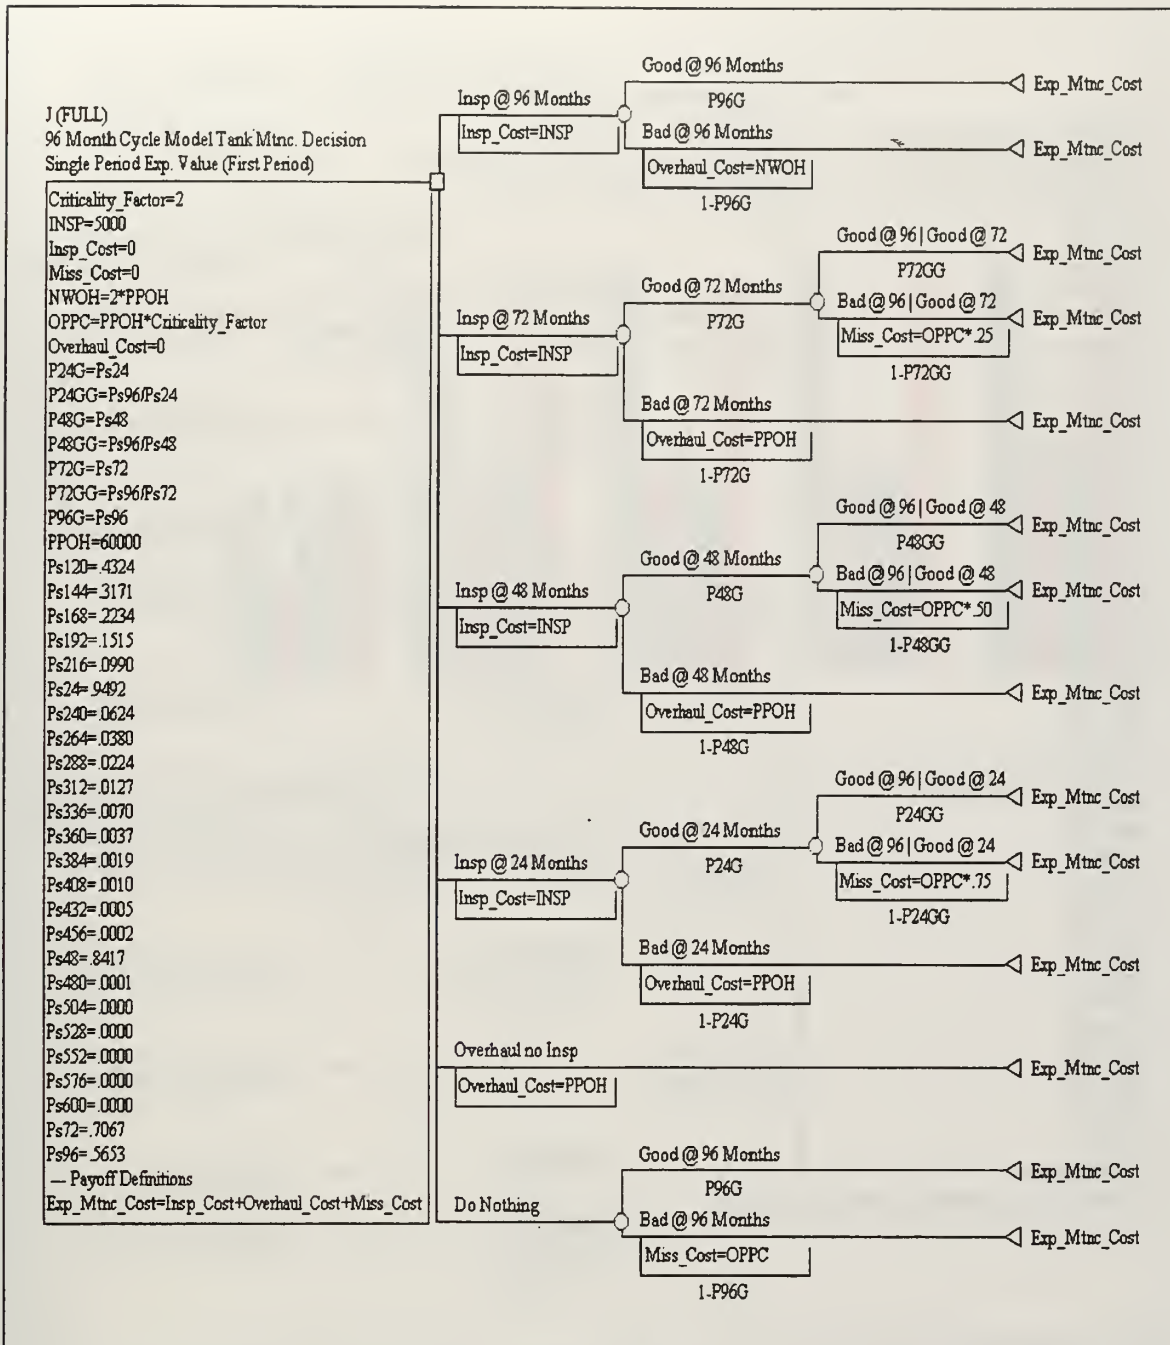 J (FULL)
96 Month Cycle Model Tank Mtnc. Decision
Single Period Exp. Value (First Period)
Criticality_Factor=2
INSP=5000
Insp_Cost=0
Miss_Cost=0
NWOH=2*PPOH
OPPC=PPOH*Criticality_Factor
Overhaul_Cost=0
P24G=Ps24
P24GG=Ps96/Ps24
P48G=Ps48
P48GG=Ps96/Ps48
P72G=Ps72
P72GG=Ps96/Ps72
P96G=Ps96
PPOH=60000
Ps120=.4324
Ps144=.3171
Ps168=.2234
Ps192=.1515
Ps216=.0990
Ps24=.9492
Ps240=.0624
Ps264=.0380
Ps288=.0224
Ps312=.0127
Ps336=.0070
Ps360=.0037
Ps384=.0019
Ps408=.0010
Ps432=.0005
Ps456=.0002
Ps48=.8417
Ps480=.0001
Ps504=.0000
Ps528=.0000
Ps552=.0000
Ps576=.0000
Ps600=.0000
Ps72=.7067
Ps96=.5653
— Payoff Definitions
Exp_Mtnc_Cost=Insp_Cost+Overhaul_Cost+Miss_Cost
Insp @ 96 Months
Insp_Cost=INSP
Good @ 96 Months
P96G
Exp_Mtnc_Cost
Bad @ 96 Months
Overhaul_Cost=NWOH
1-P96G
Exp_Mtnc_Cost
Insp @ 72 Months
Insp_Cost=INSP
Good @ 72 Months
P72G
Good @ 96 | Good @ 72
P72GG
Exp_Mtnc_Cost
Bad @ 96 | Good @ 72
Miss_Cost=OPPC*.25
1-P72GG
Exp_Mtnc_Cost
Bad @ 72 Months
Overhaul_Cost=PPOH
1-P72G
Exp_Mtnc_Cost
Insp @ 48 Months
Insp_Cost=INSP
Good @ 48 Months
P48G
Good @ 96 | Good @ 48
P48GG
Exp_Mtnc_Cost
Bad @ 96 | Good @ 48
Miss_Cost=OPPC*.50
1-P48GG
Exp_Mtnc_Cost
Bad @ 48 Months
Overhaul_Cost=PPOH
1-P48G
Exp_Mtnc_Cost
Insp @ 24 Months
Insp_Cost=INSP
Good @ 24 Months
P24G
Good @ 96 | Good @ 24
P24GG
Exp_Mtnc_Cost
Bad @ 96 | Good @ 24
Miss_Cost=OPPC*.75
1-P24GG
Exp_Mtnc_Cost
Bad @ 24 Months
Overhaul_Cost=PPOH
1-P24G
Exp_Mtnc_Cost
Overhaul no Insp
Overhaul_Cost=PPOH
Exp_Mtnc_Cost
Do Nothing
Good @ 96 Months
P96G
Exp_Mtnc_Cost
Bad @ 96 Months
Miss_Cost=OPPC
1-P96G
Exp_Mtnc_Cost